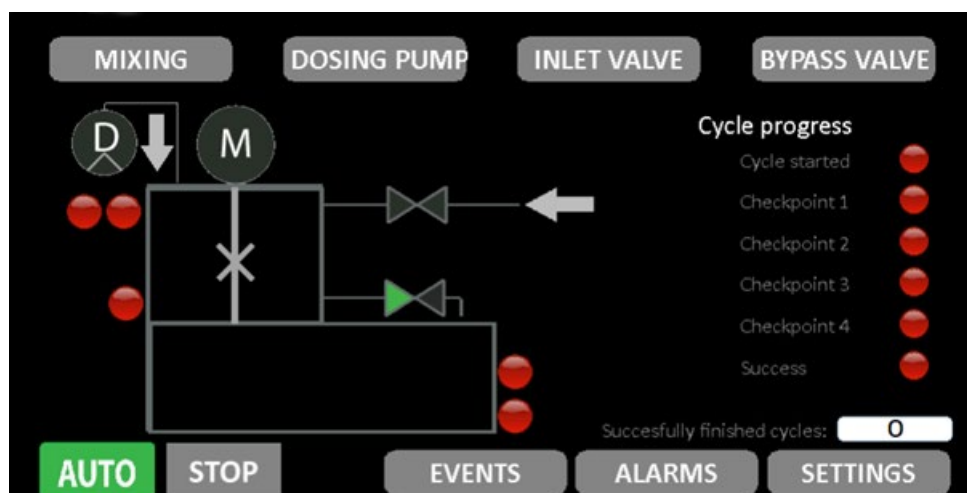 MIXING
DOSING PUMP
INLET VALVE
BYPASS VALVE
D
M
Cycle progress
Cycle started
Checkpoint 1
Checkpoint 2
Checkpoint 3
Checkpoint 4
Success
Succesfully finished cycles: 0
AUTO
STOP
EVENTS
ALARMS
SETTINGS